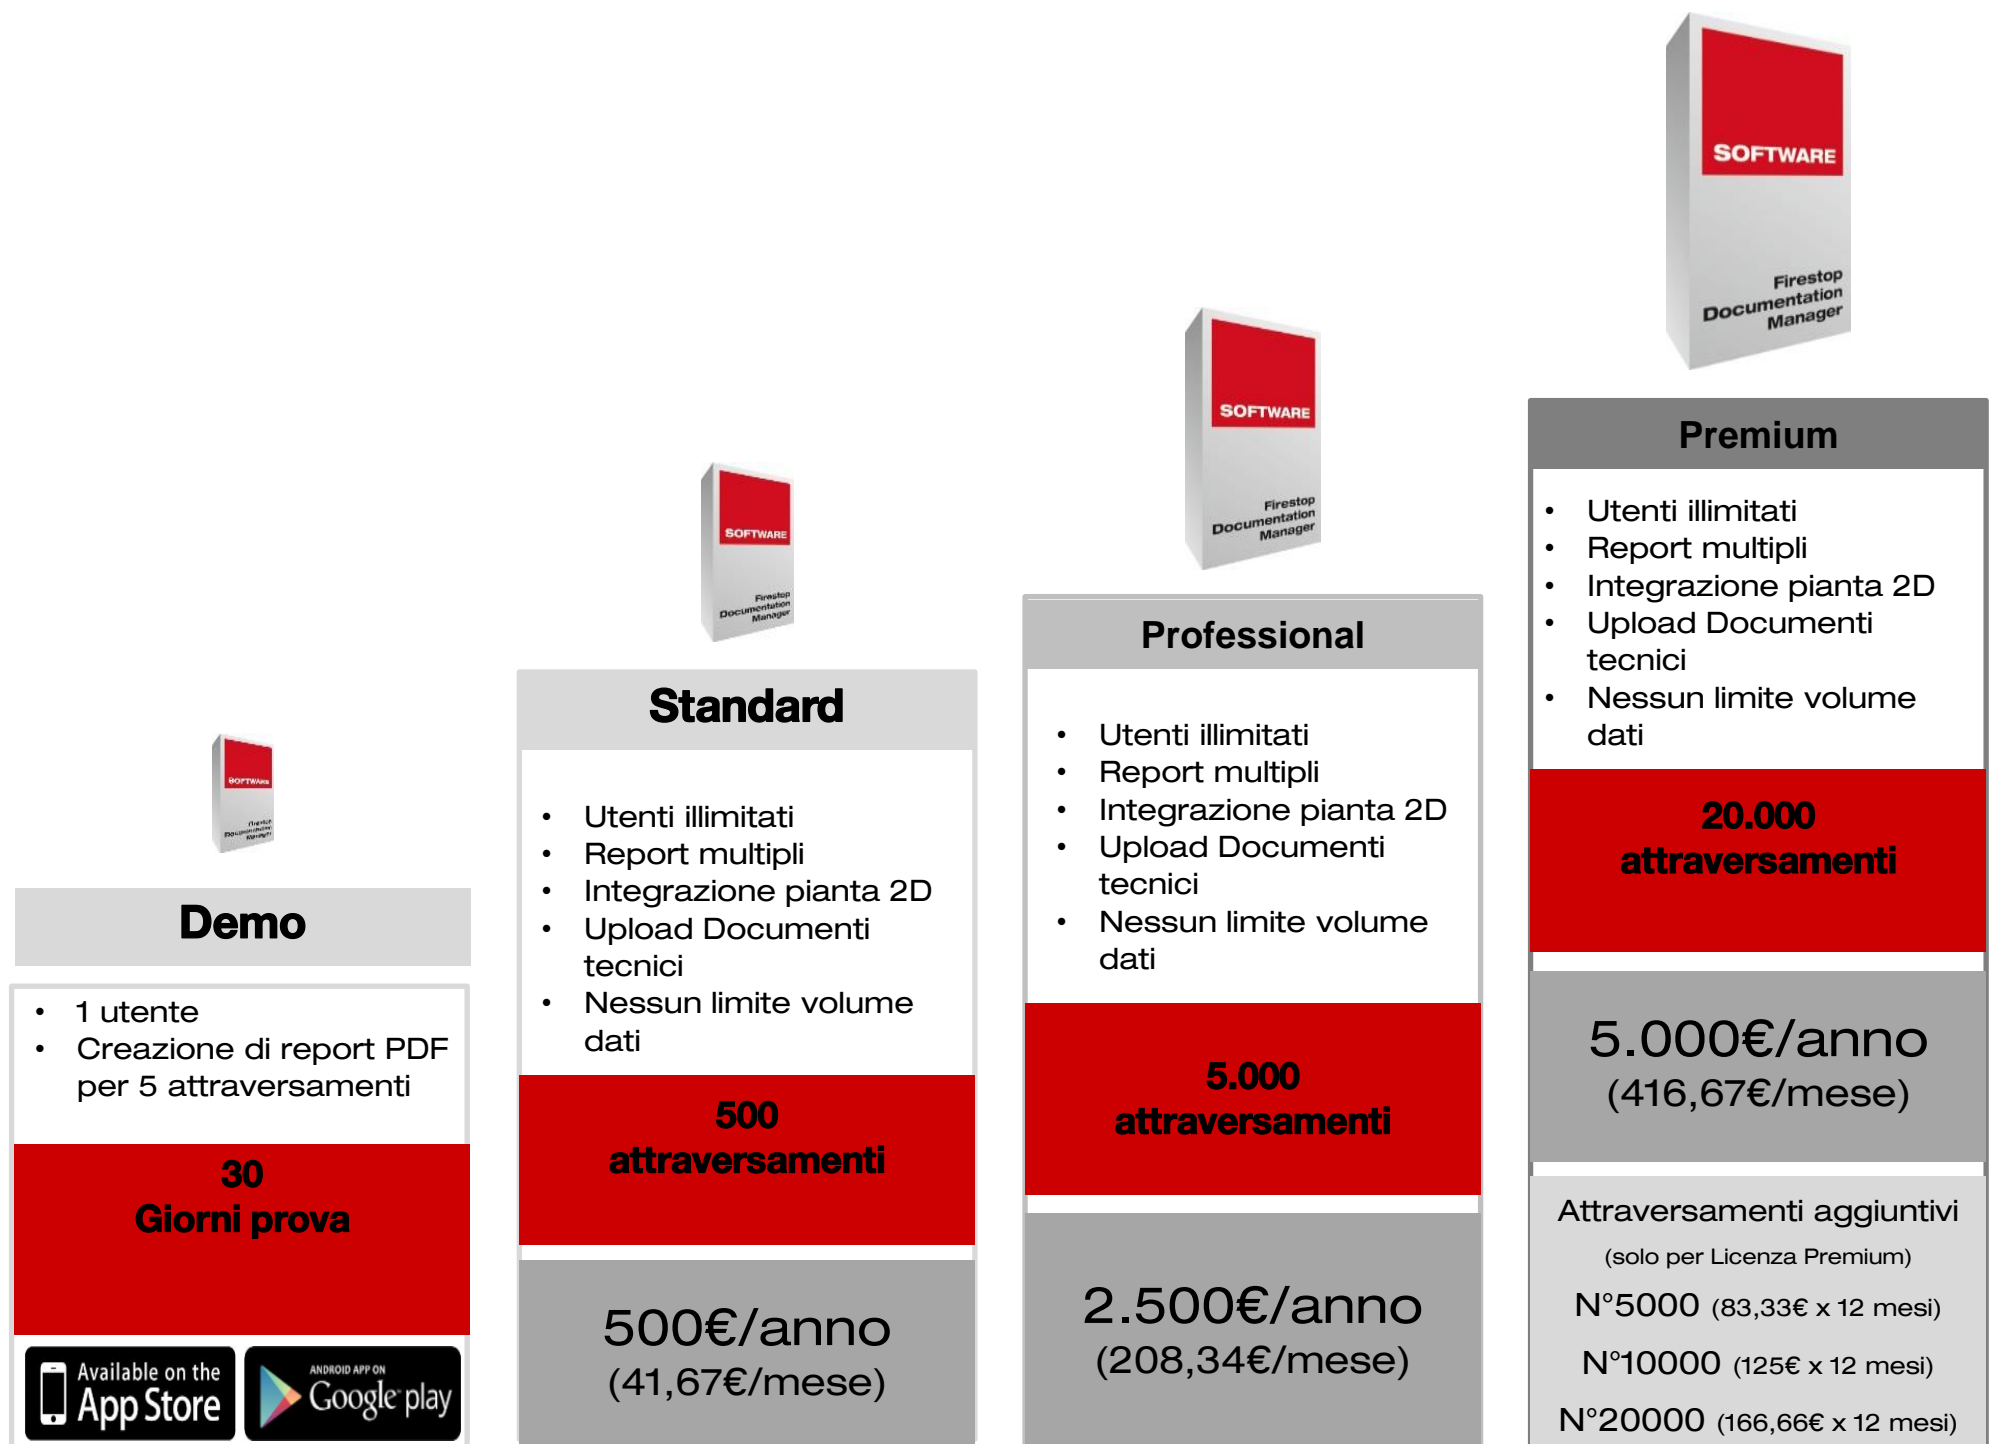 SOFTWARE
Firestop
Documentation
Manager
Demo
• 1 utente
• Creazione di report PDF
per 5 attraversamenti
30
Giorni prova
Available on the
App Store
ANDROID APP ON
Google play
SOFTWARE
Firestop
Documentation
Manager
Standard
• Utenti illimitati
• Report multipli
• Integrazione pianta 2D
• Upload Documenti
tecnici
• Nessun limite volume
dati
500
attraversamenti
500€/anno
(41,67€/mese)
SOFTWARE
Firestop
Documentation
Manager
Professional
• Utenti illimitati
• Report multipli
• Integrazione pianta 2D
• Upload Documenti
tecnici
• Nessun limite volume
dati
5.000
attraversamenti
2.500€/anno
(208,34€/mese)
SOFTWARE
Firestop
Documentation
Manager
Premium
• Utenti illimitati
• Report multipli
• Integrazione pianta 2D
• Upload Documenti
tecnici
• Nessun limite volume
dati
20.000
attraversamenti
5.000€/anno
(416,67€/mese)
Attraversamenti aggiuntivi
(solo per Licenza Premium)
N°5000 (83,33€ x 12 mesi)
N°10000 (125€ x 12 mesi)
N°20000 (166,66€ x 12 mesi)